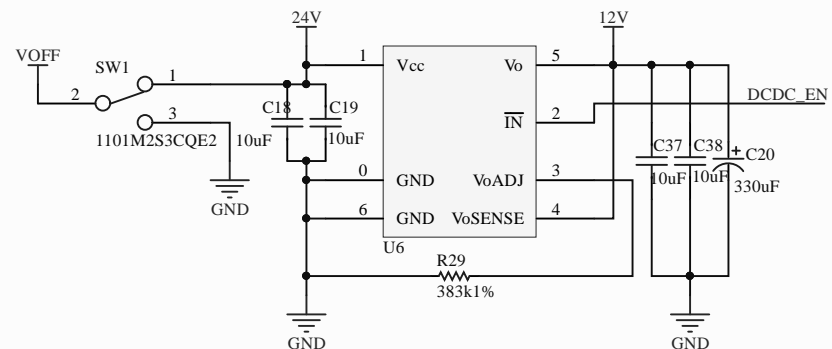 24V
12V
VOFF
SW1
1
2
3
1101M2S3CQE2
GND
C18
C19
10uF
10uF
1
Vcc
Vo
5
IN
2
DCDC_EN
0
GND
VoADJ
3
6
GND
VoSENSE
4
U6
R29
383k1%
C37
C38
C20
+
10uF
10uF
330uF
GND
GND